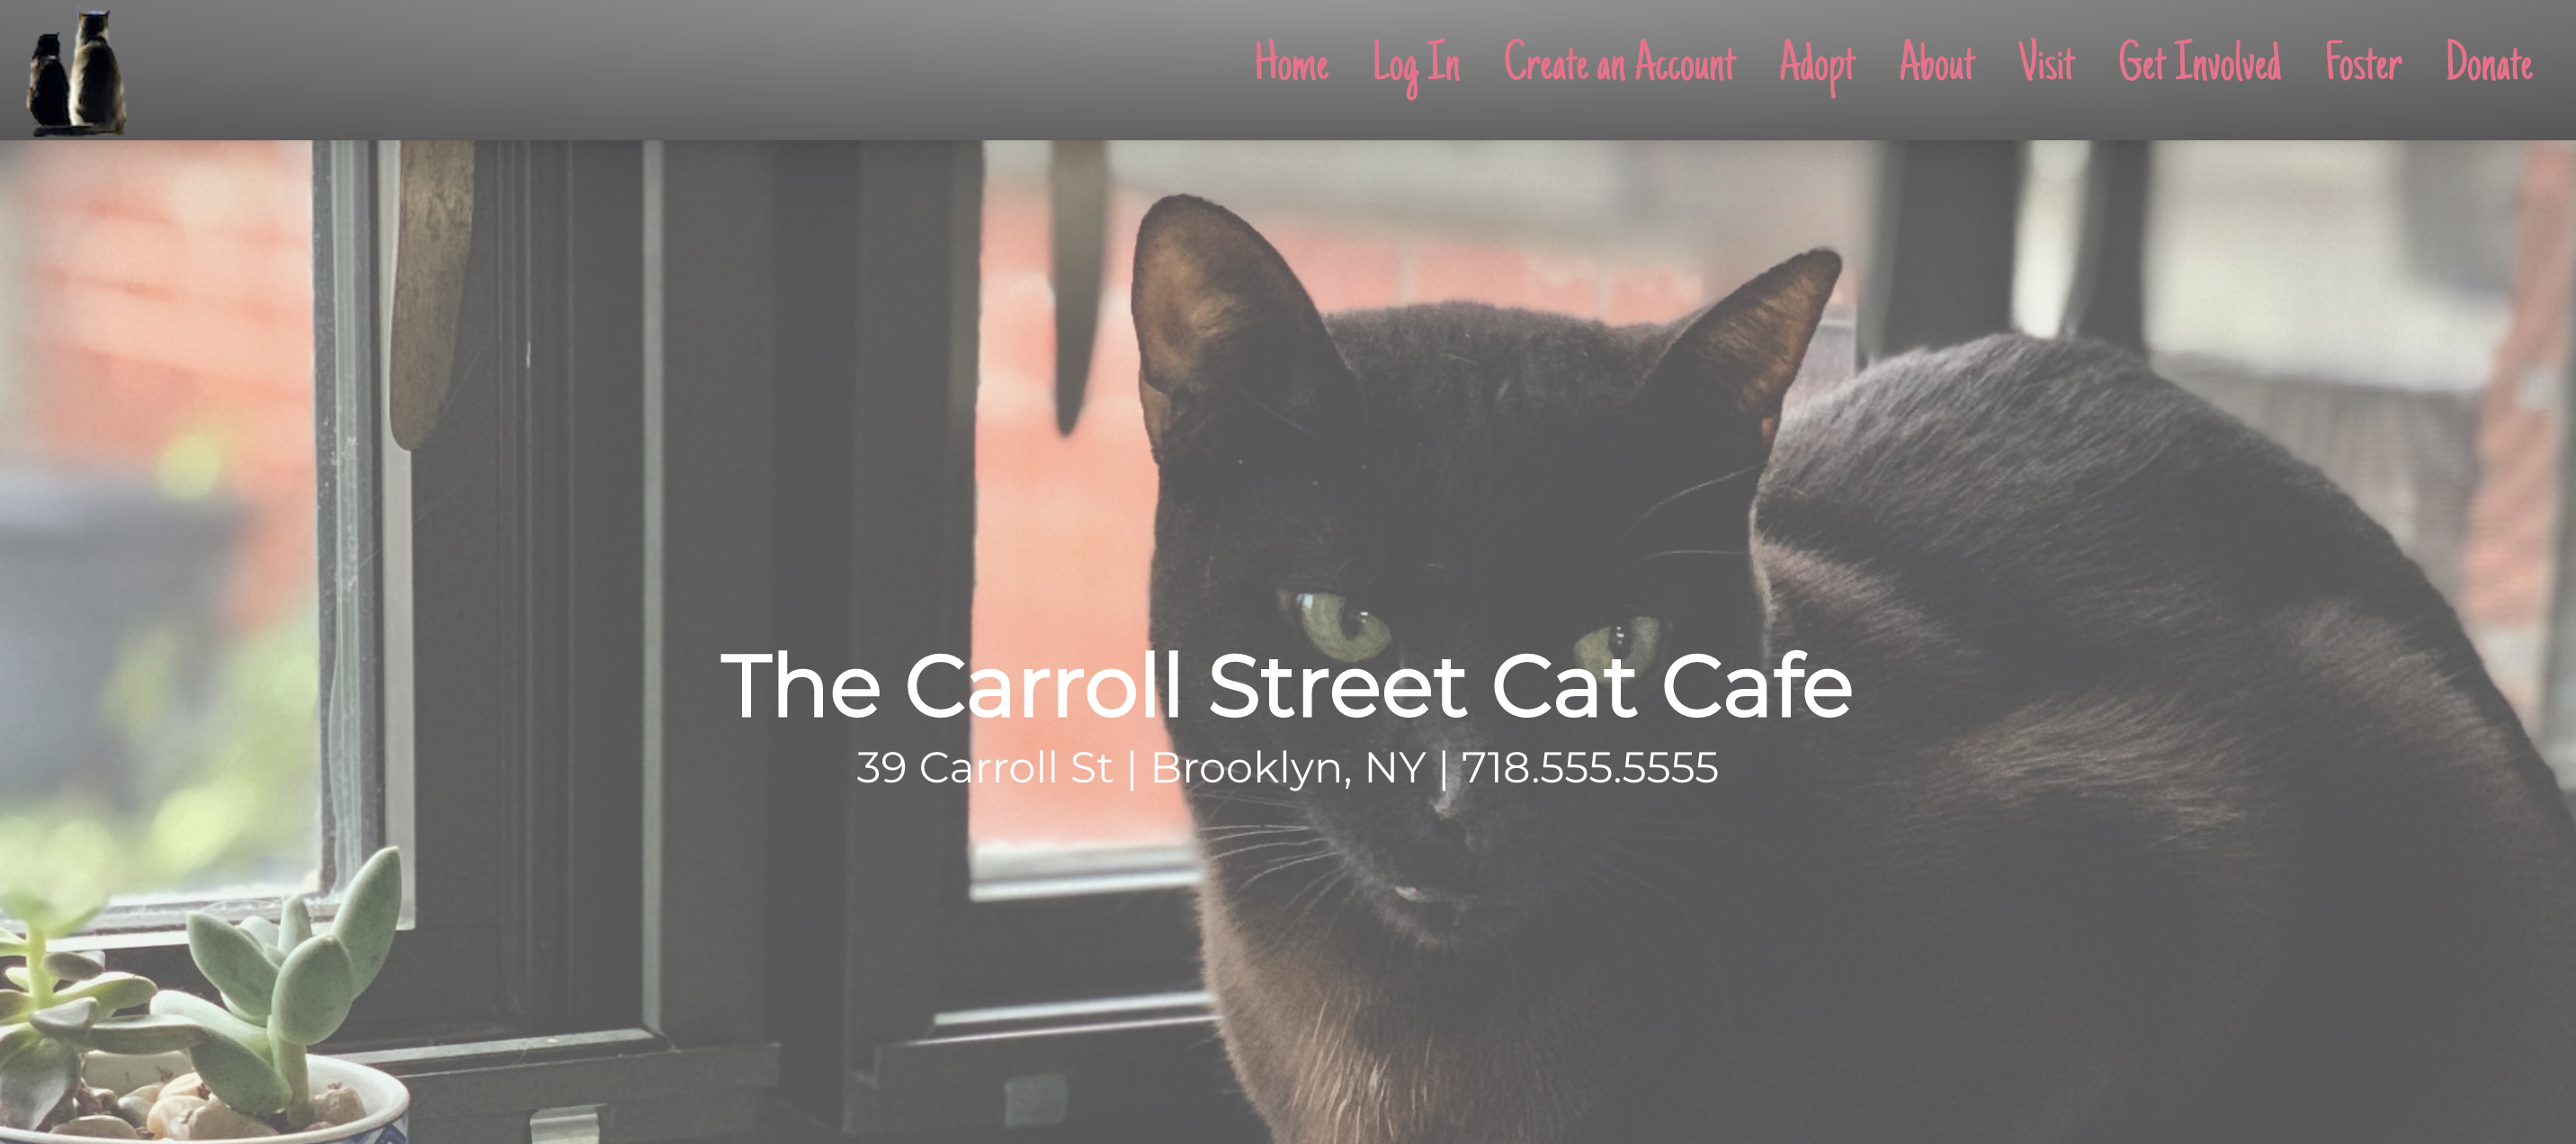 Home Log In Create an Account Adopt About Visit Get Involved Foster Donate
The Carroll Street Cat Cafe
39 Carroll St | Brooklyn, NY | 718.555.5555